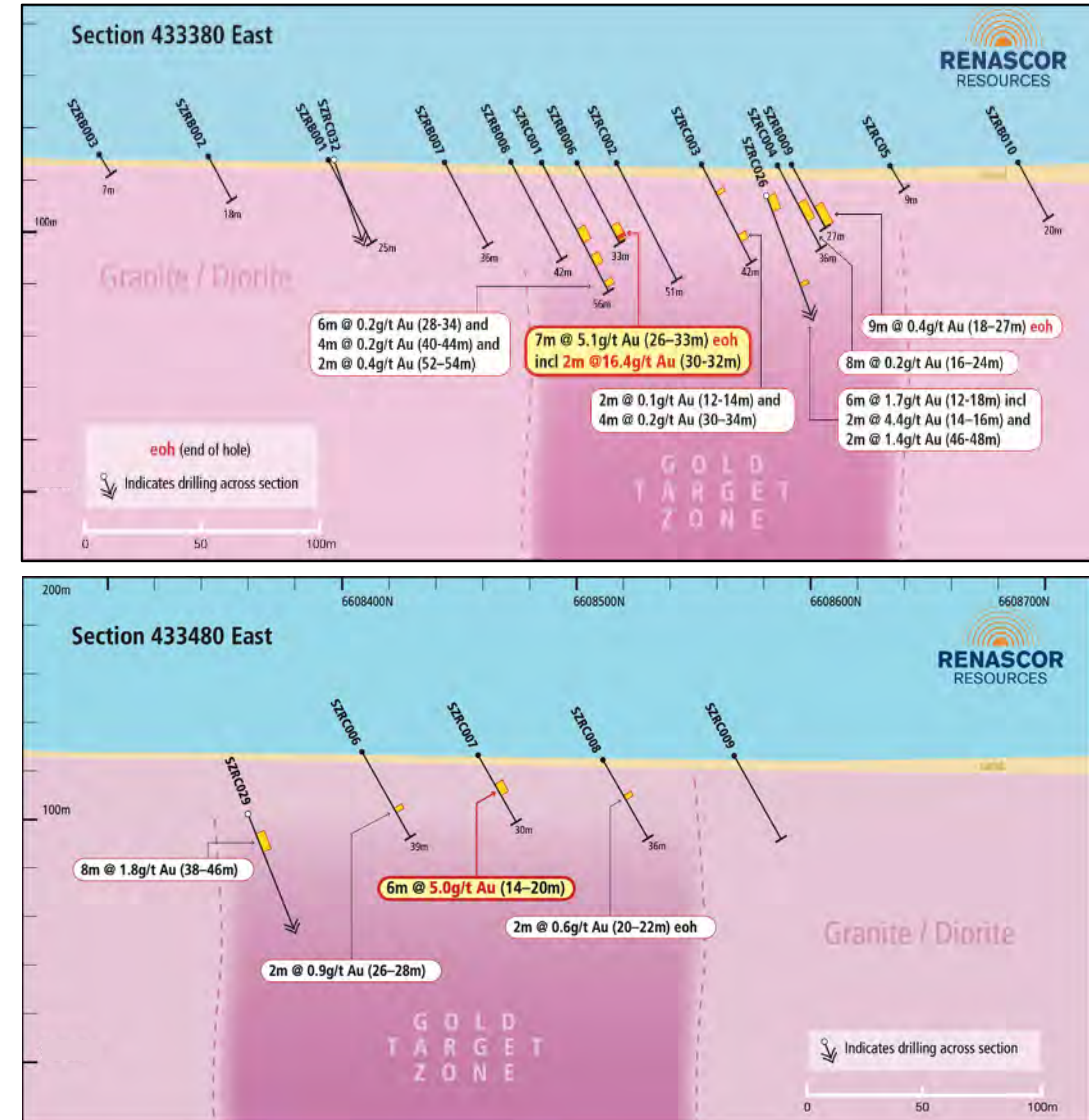 Section 433380 East
RENASCOR
RESOURCES
SZRB003
SZRB002
SZRB001
SZRC032
SZRB007
SZRB008
SZRC001
SZRB006
SZRC002
SZRC003
SZRC026
SZRC004
SZRB009
SZRC05
SZRB010
7m
18m
25m
36m
42m
56m
33m
51m
42m
36m
27m
9m
20m
100m
Granite / Diorite
6m @ 0.2g/t Au (28-34) and
4m @ 0.2g/t Au (40-44m) and
2m @ 0.4g/t Au (52–54m)
7m @ 5.1g/t Au (26–33m) eoh
incl 2m @16.4g/t Au (30-32m)
2m @ 0.1g/t Au (12-14m) and
4m @ 0.2g/t Au (30–34m)
9m @ 0.4g/t Au (18–27m) eoh
8m @ 0.2g/t Au (16–24m)
6m @ 1.7g/t Au (12-18m) incl
2m @ 4.4g/t Au (14–16m) and
2m @ 1.4g/t Au (46-48m)
GOLD
TARGET
ZONE
eoh (end of hole)
Indicates drilling across section
0 50 100m
200m
6608400N 6608500N 6608600N 6608700N
Section 433480 East
RENASCOR
RESOURCES
SZRC029
SZRC006
SZRC007
SZRC008
SZRC009
sand
100m
39m
30m
36m
8m @ 1.8g/t Au (38–46m)
6m @ 5.0g/t Au (14–20m)
2m @ 0.6g/t Au (20–22m) eoh
2m @ 0.9g/t Au (26–28m)
Granite / Diorite
GOLD
TARGET
ZONE
Indicates drilling across section
0 50 100m